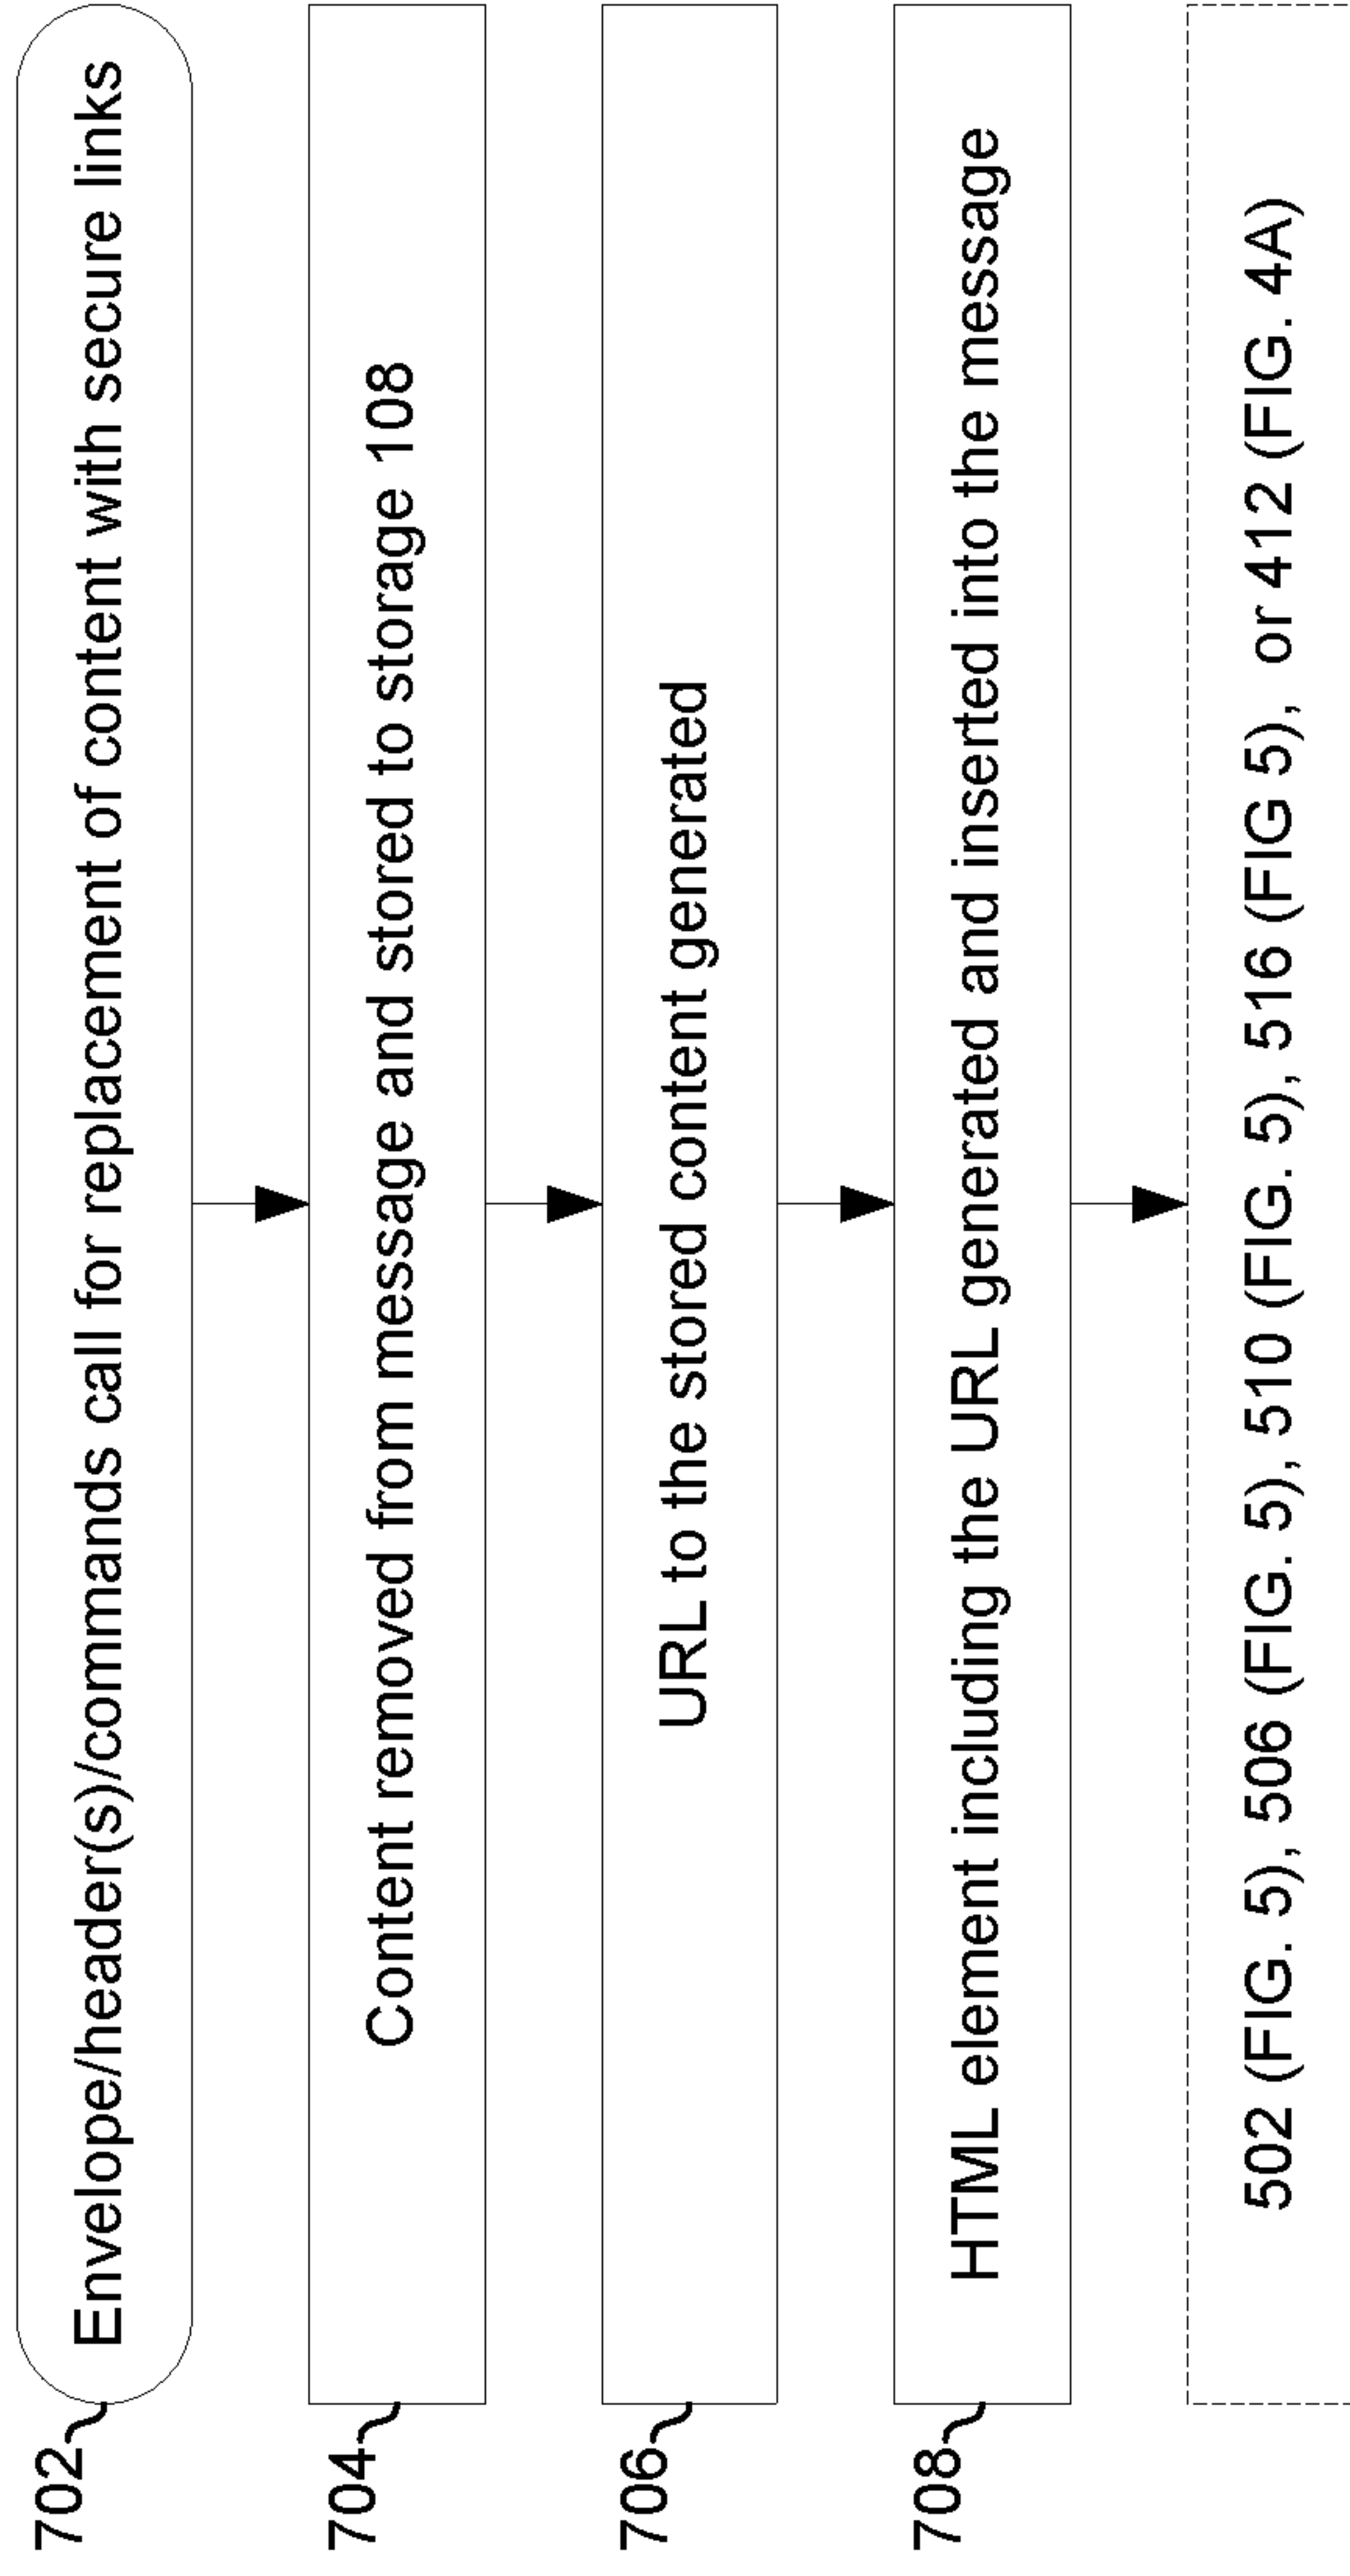 702
Envelope/header(s)/commands call for replacement of content with secure links
704
Content removed from message and stored to storage 108
706
URL to the stored content generated
708
HTML element including the URL generated and inserted into the message
502 (FIG. 5), 506 (FIG. 5), 510 (FIG. 5), 516 (FIG 5), or 412 (FIG. 4A)